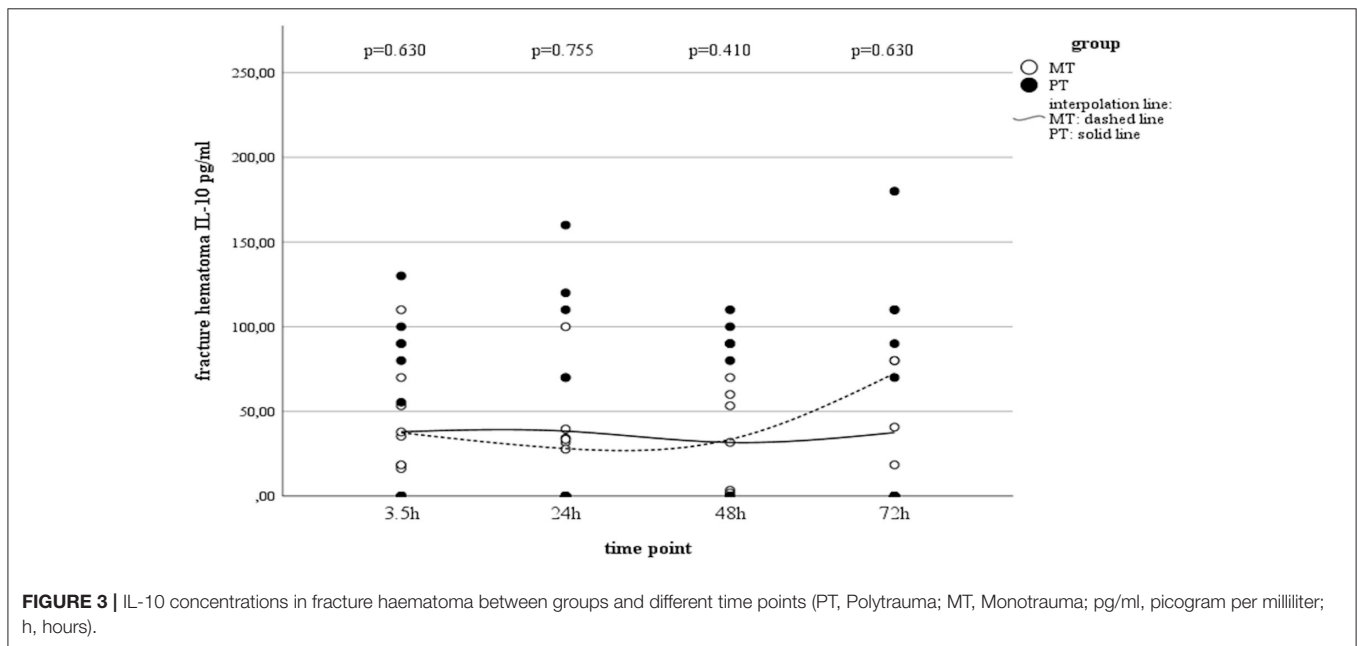 p=0.630 p=0.755 p=0.410 p=0.630
group
MT
PT
interpolation line:
MT: dashed line
PT: solid line
250,00
200,00
150,00
100,00
50,00
,00
fracture hematoma IL-10 pg/ml
3.5h 24h 48h 72h
time point
FIGURE 3 | IL-10 concentrations in fracture haematoma between groups and different time points (PT, Polytrauma; MT, Monotrauma; pg/ml, picogram per milliliter;
h, hours).